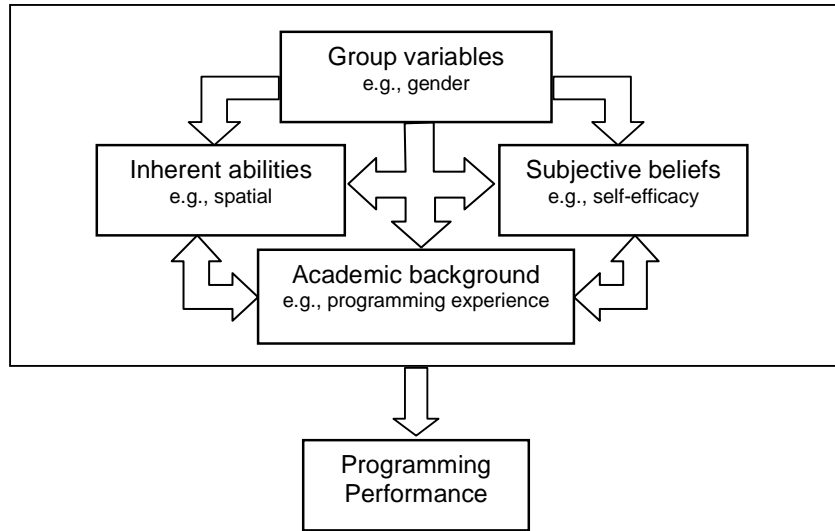 Group variables
e.g., gender
Inherent abilities
e.g., spatial
Subjective beliefs
e.g., self-efficacy
Academic background
e.g., programming experience
Programming
Performance